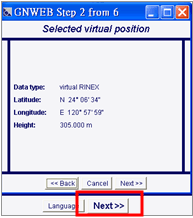 GNWEB Step 2 from 6
Selected virtual position
Data type: virtual RINEX
Latitude: N 24° 06' 34"
Longitude: E 120° 57' 59"
Height: 305.000 m
<< Back Cancel Next >>
Language Next >>